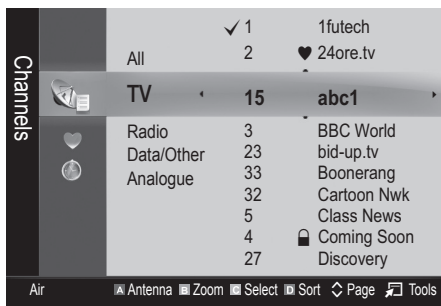 Channels
✓ 1 1futech
All 2 ♥ 24ore.tv
TV 15 abc1
Radio 3 BBC World
Data/Other 23 bid-up.tv
Analogue 33 Boonerang
32 Cartoon Nwk
5 Class News
4 Coming Soon
27 Discovery
Air A Antenna B Zoom C Select D Sort Page Tools